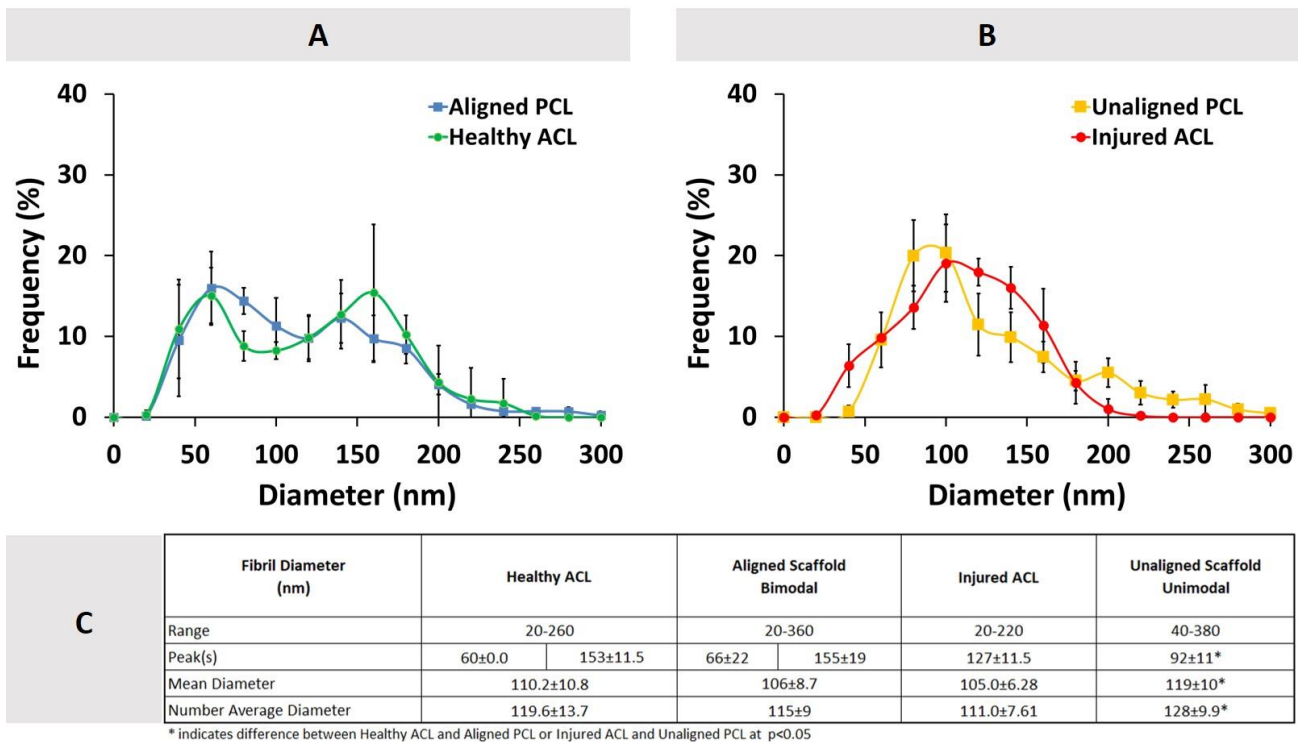 A
B
40
30
20
10
0
Frequency (%)
Aligned PCL
Healthy ACL
0 50 100 150 200 250 300
Diameter (nm)
40
30
20
10
0
Frequency (%)
Unaligned PCL
Injured ACL
0 50 100 150 200 250 300
Diameter (nm)
C
Fibril Diameter
(nm)
Healthy ACL
Aligned Scaffold
Bimodal
Injured ACL
Unaligned Scaffold
Unimodal
Range 20-260 20-360 20-220 40-380
Peak(s) 60±0.0 153±11.5 66±22 155±19 127±11.5 92±11*
Mean Diameter 110.2±10.8 106±8.7 105.0±6.28 119±10*
Number Average Diameter 119.6±13.7 115±9 111.0±7.61 128±9.9*
* indicates difference between Healthy ACL and Aligned PCL or Injured ACL and Unaligned PCL at p<0.05